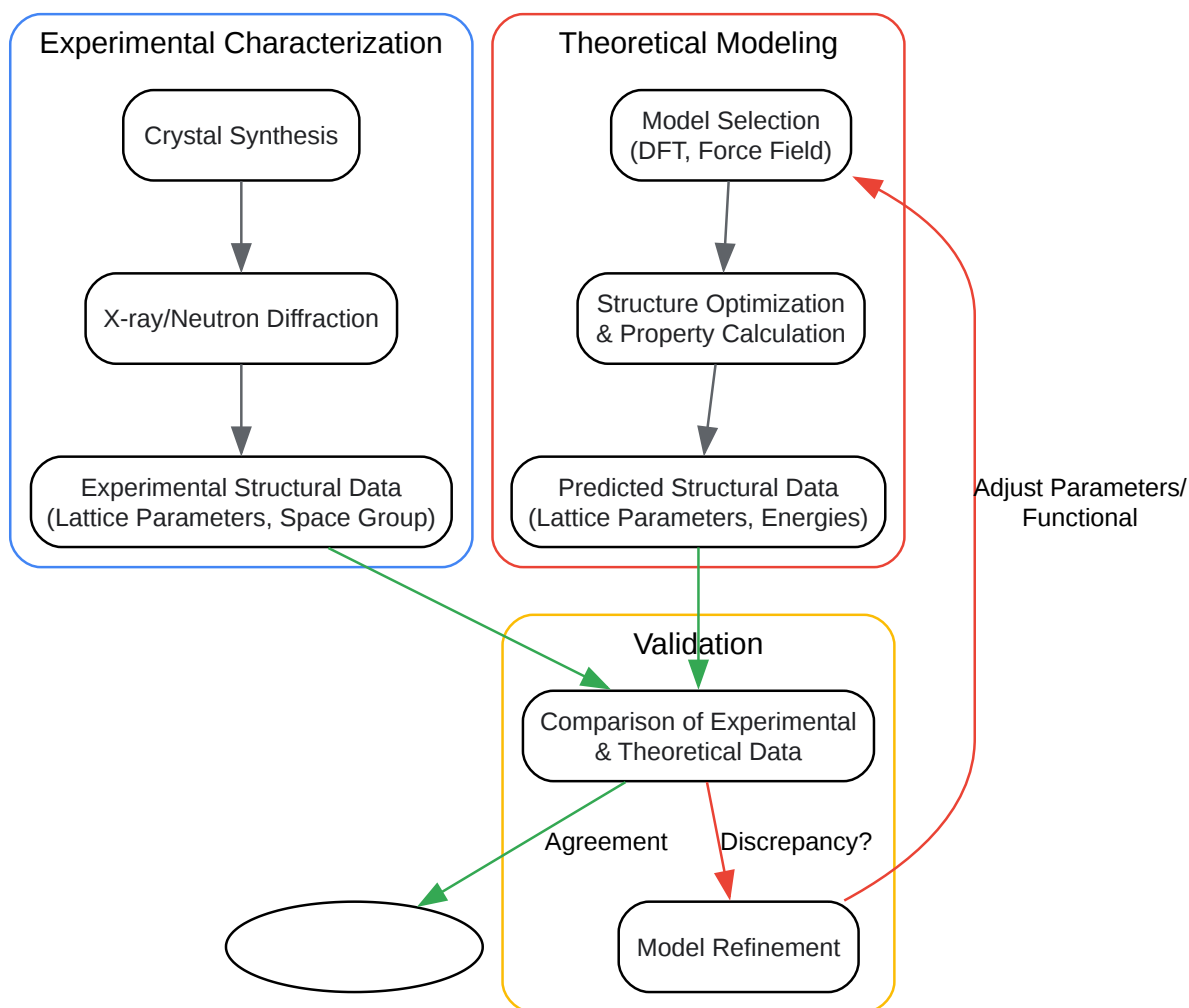 Experimental Characterization
Crystal Synthesis
X-ray/Neutron Diffraction
Experimental Structural Data
(Lattice Parameters, Space Group)
Theoretical Modeling
Model Selection
(DFT, Force Field)
Structure Optimization
& Property Calculation
Predicted Structural Data
(Lattice Parameters, Energies)
Adjust Parameters/
Functional
Validation
Comparison of Experimental
& Theoretical Data
Agreement
Discrepancy?
Model Refinement